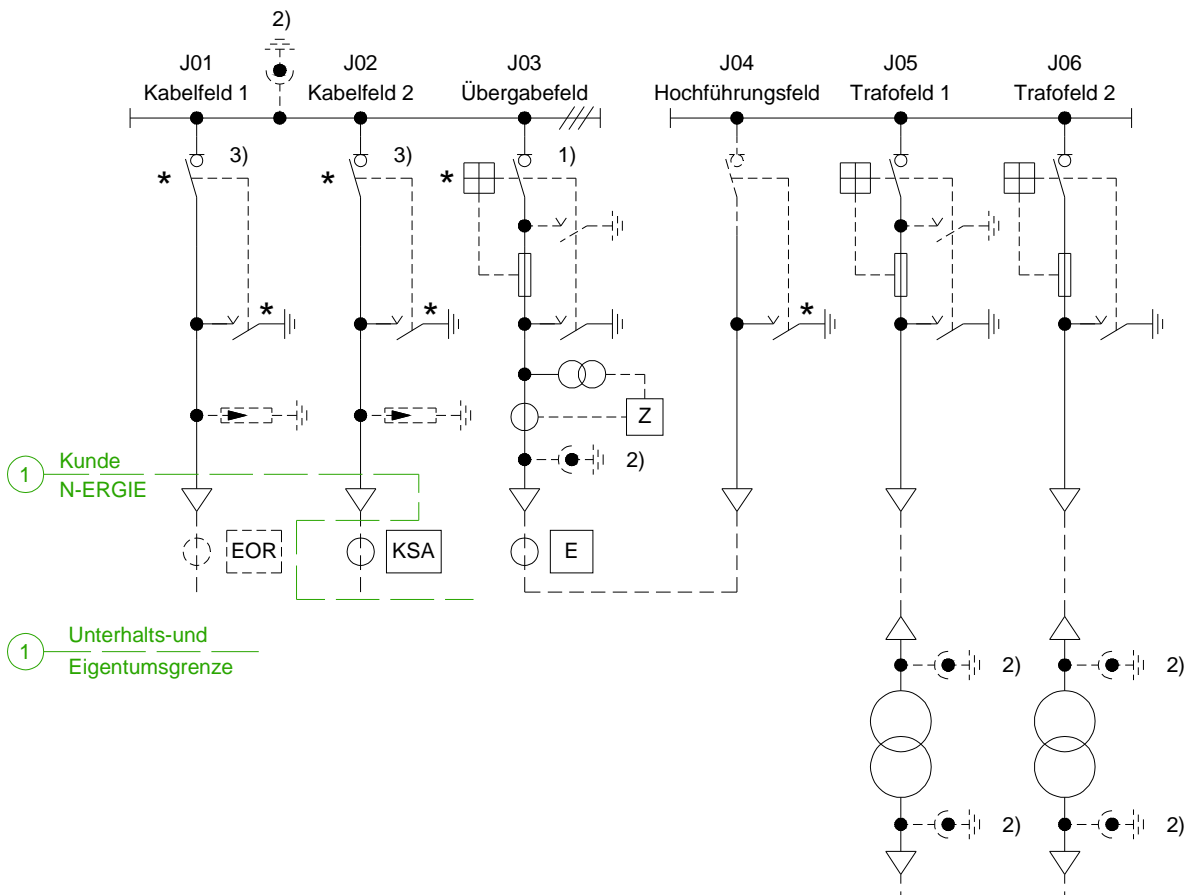 2)
J01
Kabelfeld 1
J02
Kabelfeld 2
J03
Übergabefeld
J04
Hochführungsfeld
J05
Trafofeld 1
J06
Trafofeld 2
* 3)
* 3)
* 1)
*
*
*
Z
2)
1 Kunde
N-ERGIE
EOR
KSA
E
1 Unterhalts-und
Eigentumsgrenze
2)
2)
2)
2)